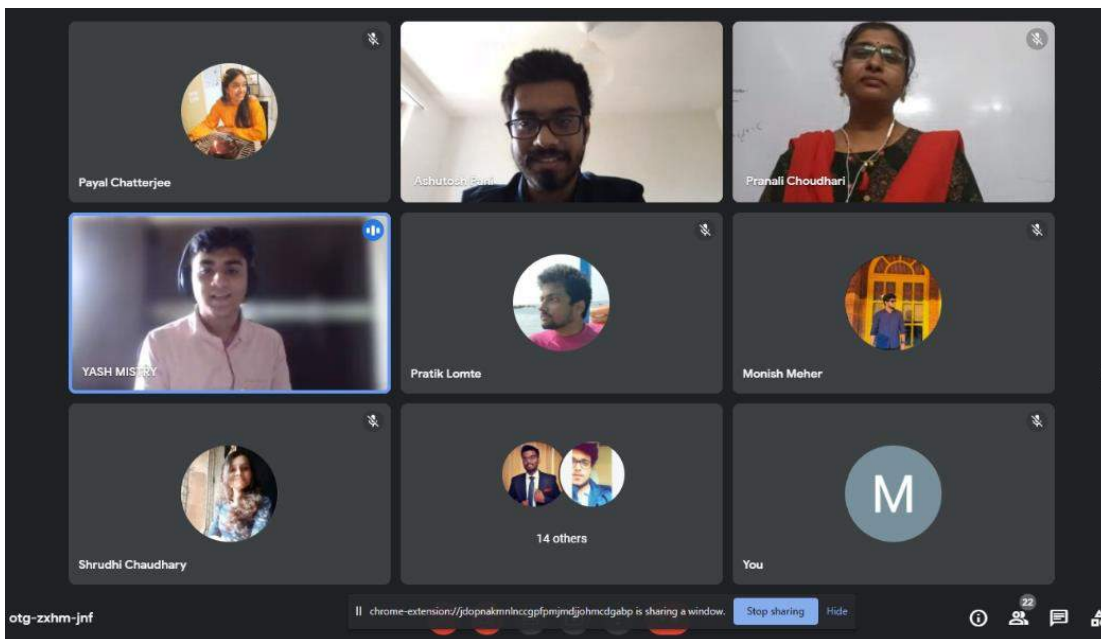 Payal Chatterjee
Ashutosh
Pranali Choudhari
YASH MISTRY
Pratik Lomte
Monish Meher
Shrudhi Chaudhary
14 others
M
You
otg-zxhm-jnf
chrome-extension://jdopnakmnlnccgpfpmjmdjjohmcdgabp is sharing a window.
Stop sharing
Hide
22